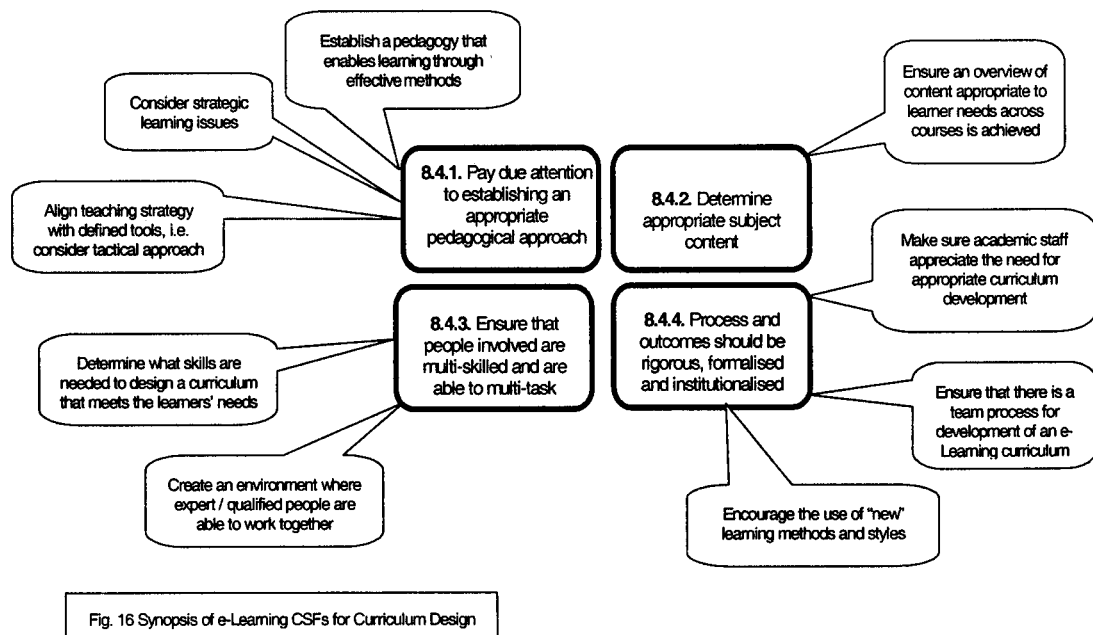 Establish a pedagogy that
enables learning through
effective methods
Consider strategic
learning issues
Align teaching strategy
with defined tools, i.e.
consider tactical approach
8.4.1. Pay due attention
to establishing an
appropriate
pedagogical approach
8.4.2. Determine
appropriate subject
content
Ensure an overview of
content appropriate to
learner needs across
courses is achieved
Make sure academic staff
appreciate the need for
appropriate curriculum
development
8.4.3. Ensure that
people involved are
multi-skilled and are
able to multi-task
8.4.4. Process and
outcomes should be
rigorous, formalised
and institutionalised
Determine what skills are
needed to design a curriculum
that meets the learners' needs
Create an environment where
expert / qualified people are
able to work together
Ensure that there is a
team process for
development of an e-
Learning curriculum
Encourage the use of "new"
learning methods and styles
Fig. 16 Synopsis of e-Learning CSFs for Curriculum Design